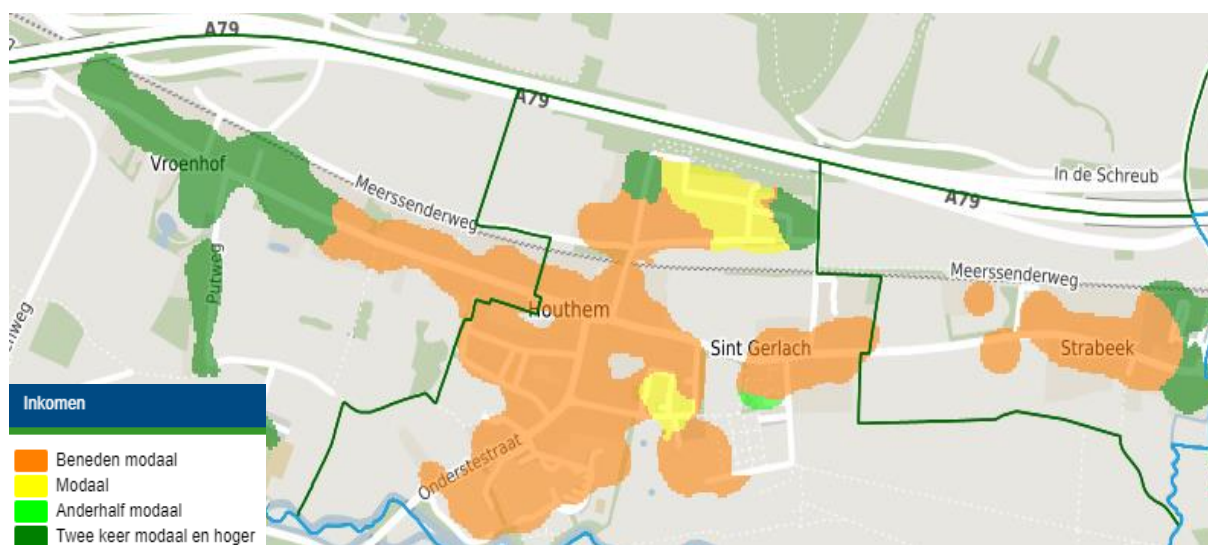 A79
A79
Vroenhof
Meerssenderweg
In de Schreub
A79
Putweg
Meerssenderweg
Houthem
Sint Gerlach
Strabeek
Onderstestraat
Inkomen
Beneden modaal
Modaal
Anderhalf modaal
Twee keer modaal en hoger